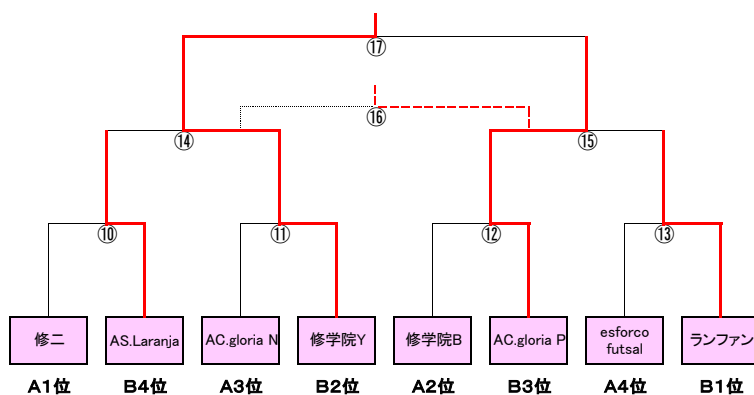 ⑰
⑯
⑭ ⑮
⑩ ⑪ ⑫ ⑬
修二 AS.Laranja AC.gloria N 修学院Y 修学院B AC.gloria P esforco futsal ランファン
A1位 B4位 A3位 B2位 A2位 B3位 A4位 B1位